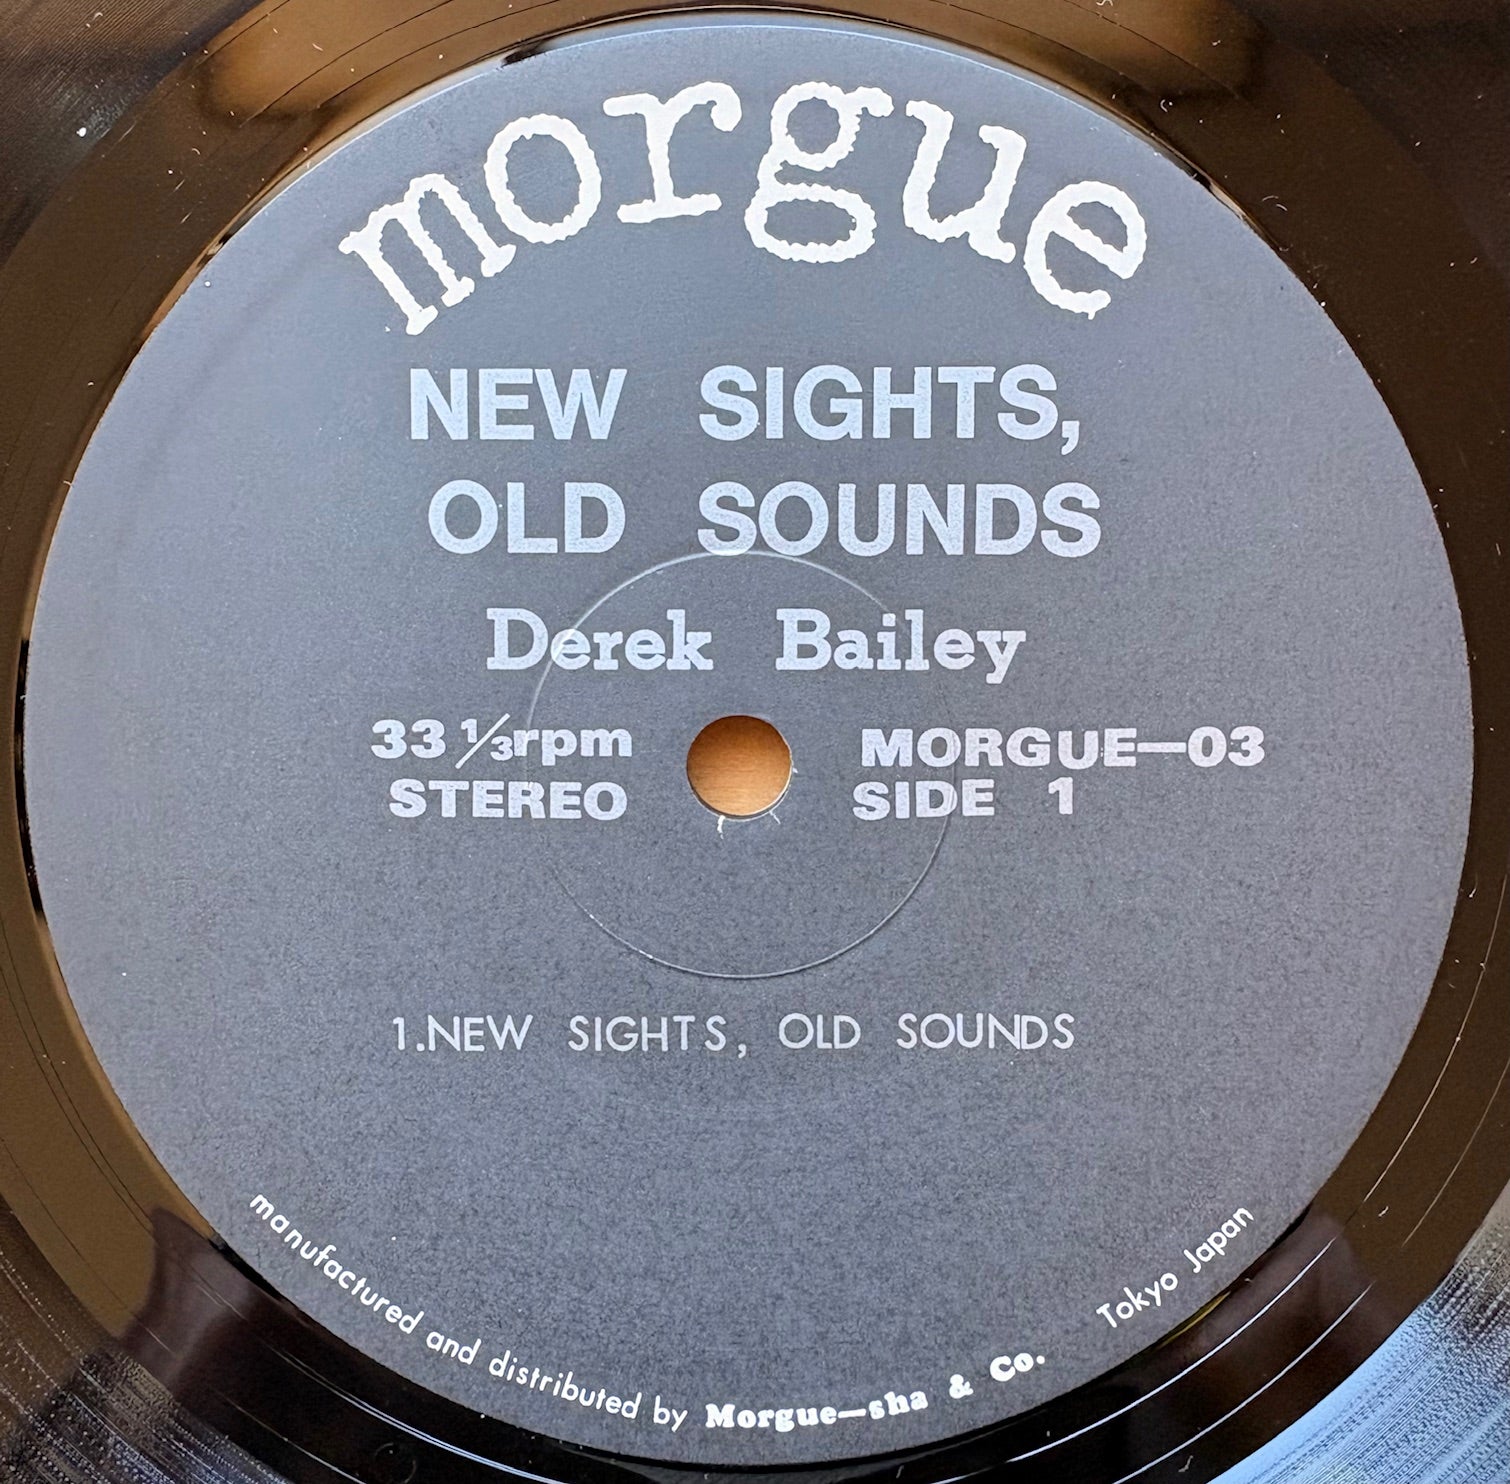 morgue
NEW SIGHTS,
OLD SOUNDS
Derek Bailey
33 1/3rpm
STEREO
MORGUE—03
SIDE 1
1.NEW SIGHTS, OLD SOUNDS
manufactured and distributed by Morgue—sha & Co. Tokyo Japan